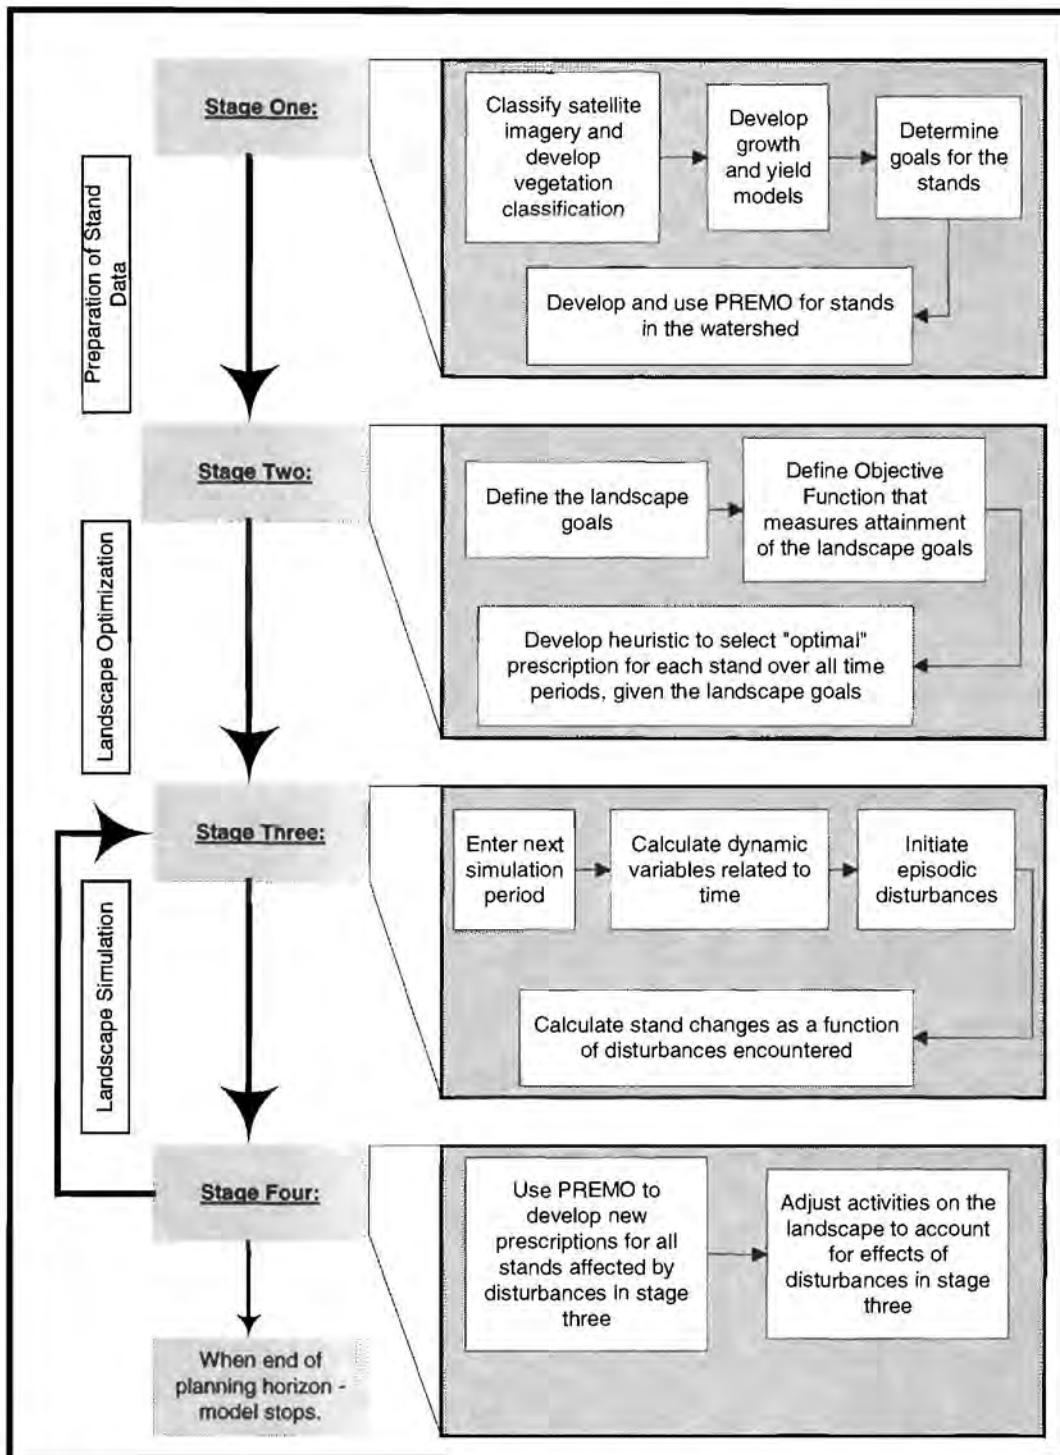 Stage One:
Classify satellite
imagery and
develop
vegetation
classification
Develop
growth
and yield
models
Determine
goals for the
stands
Develop and use PREMO for stands
in the watershed
Preparation of Stand
Data
Stage Two:
Define the landscape
goals
Define Objective
Function that
measures attainment
of the landscape goals
Develop heuristic to select "optimal"
prescription for each stand over all time
periods, given the landscape goals
Landscape Optimization
Stage Three:
Enter next
simulation
period
Calculate dynamic
variables related to
time
Initiate
episodic
disturbances
Calculate stand changes as a function
of disturbances encountered
Landscape Simulation
Stage Four:
Use PREMO to
develop new
prescriptions for all
stands affected by
disturbances in stage
three
Adjust activities on the
landscape to account
for effects of
disturbances in stage
three
When end of
planning horizon -
model stops.